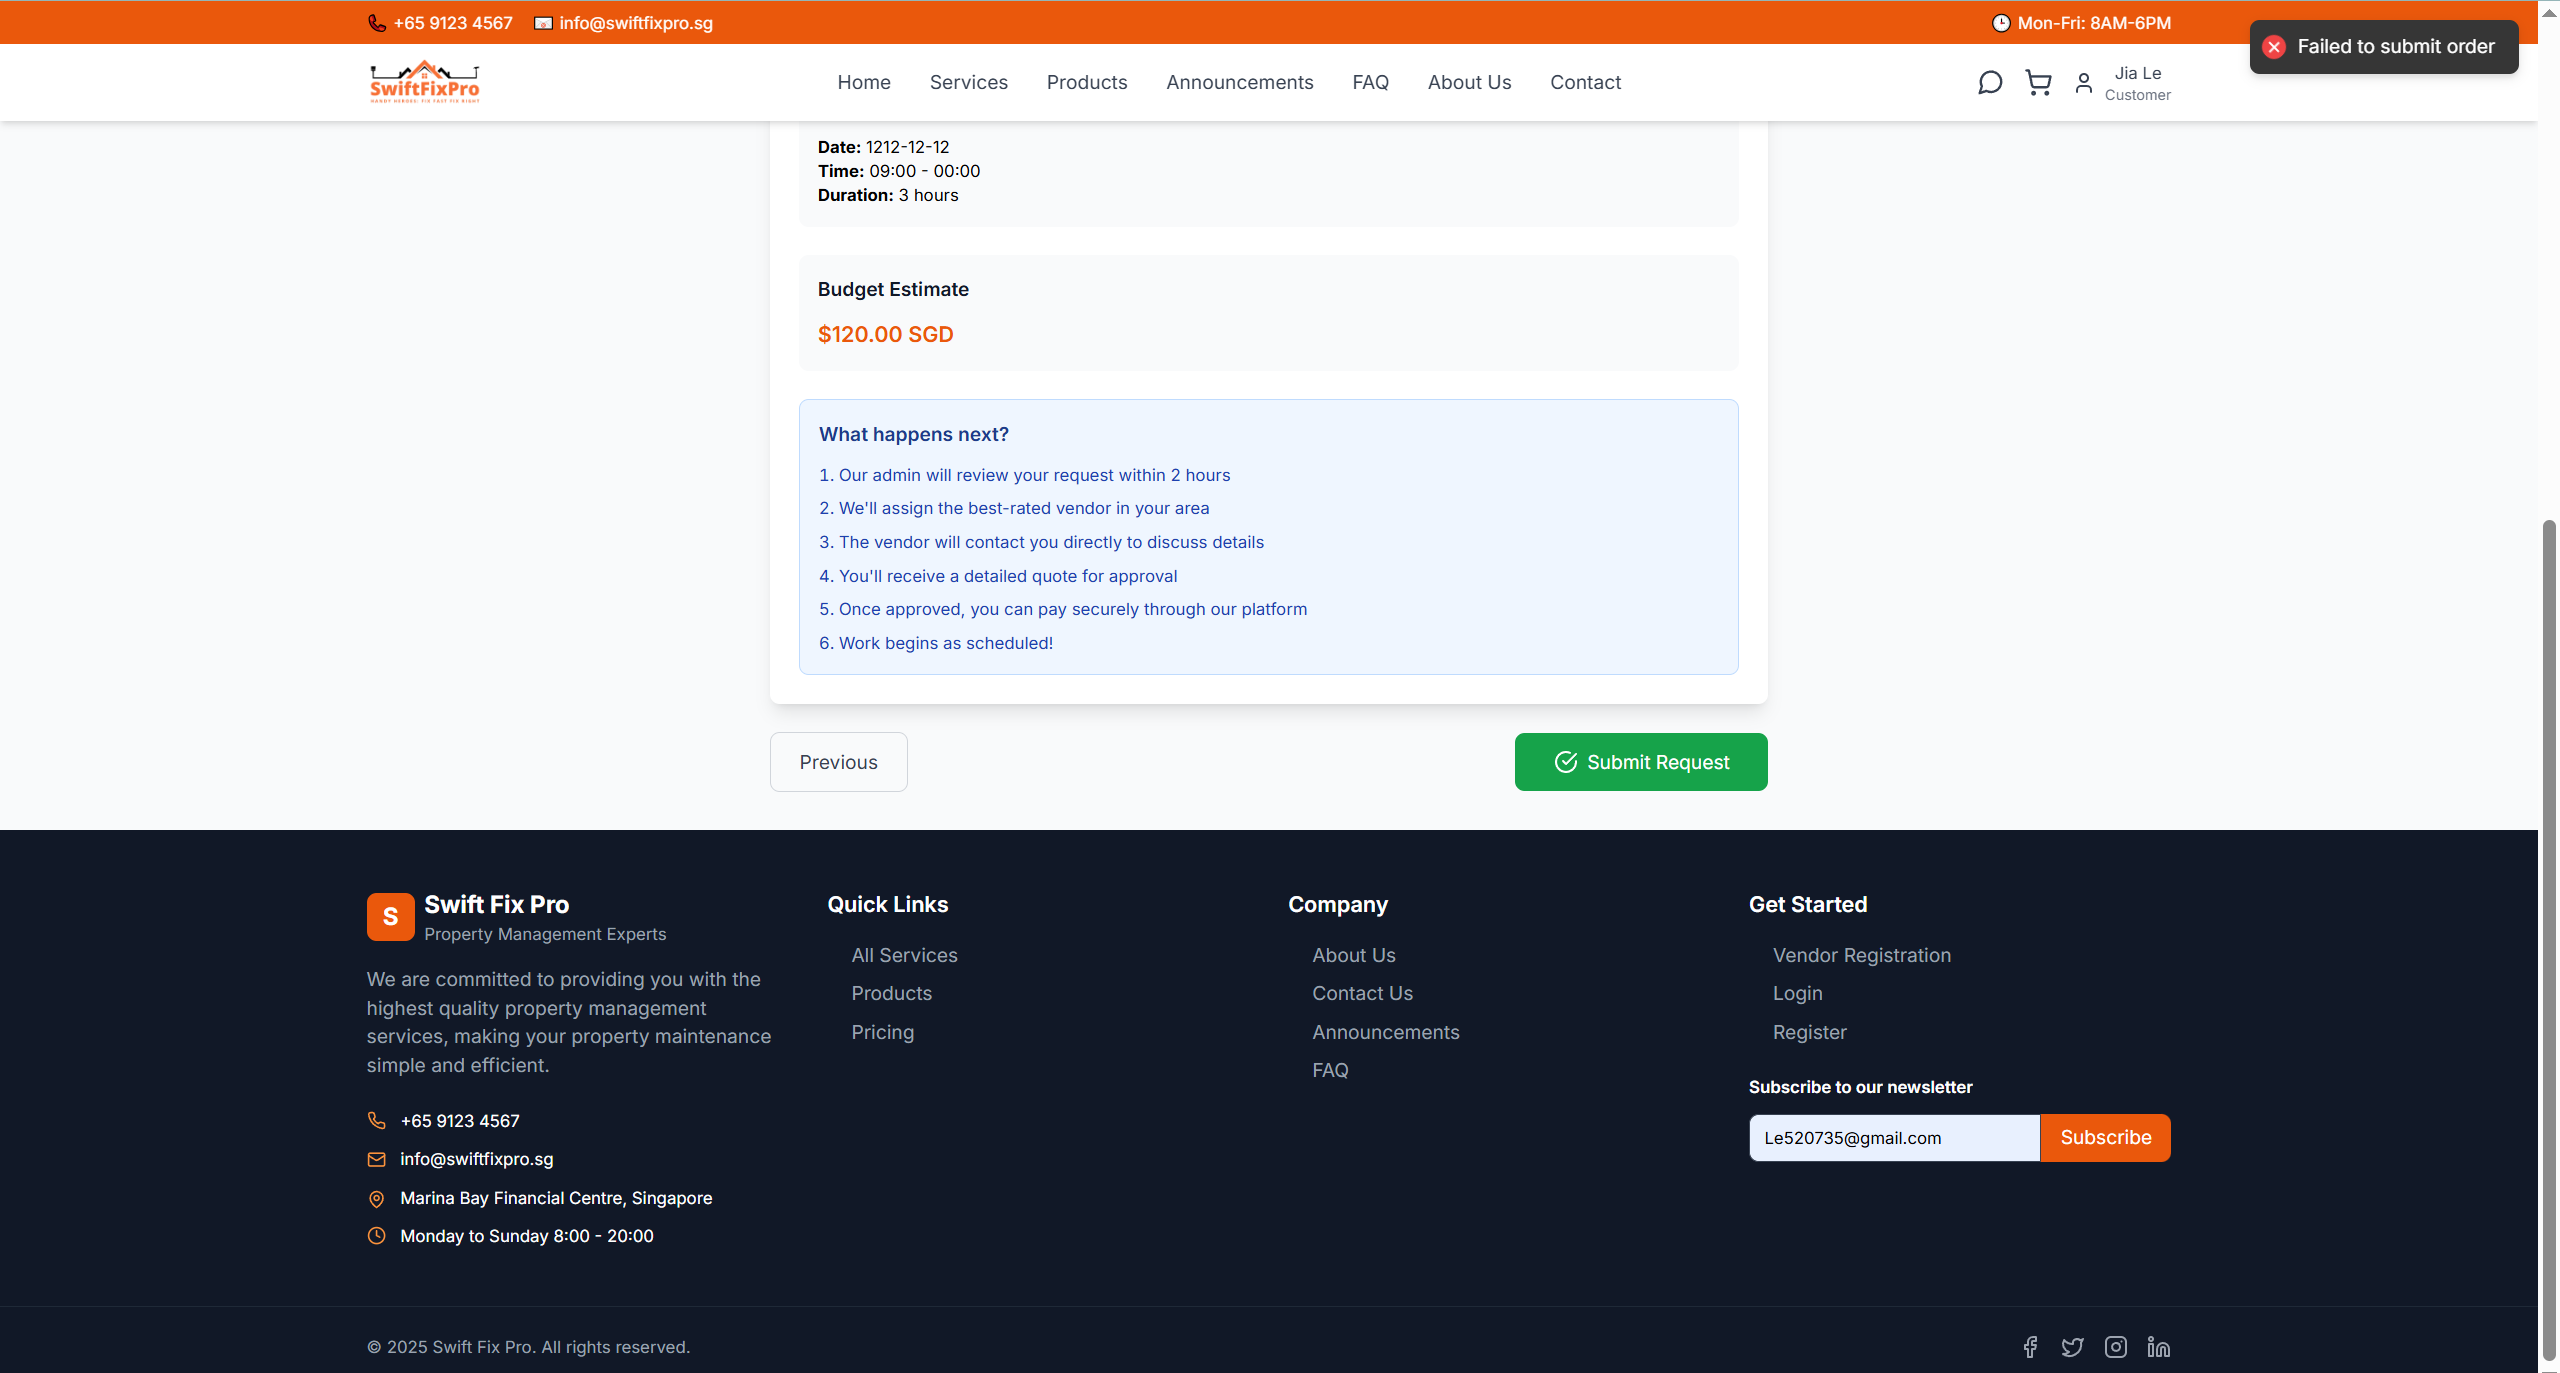 +65 9123 4567
info@swiftfixpro.sg
Mon-Fri: 8AM-6PM
Failed to submit order
SwiftFixPro
HANDY HEROES: FIX FAST FIX RIGHT
Home
Services
Products
Announcements
FAQ
About Us
Contact
Jia Le
Customer
Date: 1212-12-12
Time: 09:00 - 00:00
Duration: 3 hours
Budget Estimate
$120.00 SGD
What happens next?
1. Our admin will review your request within 2 hours
2. We'll assign the best-rated vendor in your area
3. The vendor will contact you directly to discuss details
4. You'll receive a detailed quote for approval
5. Once approved, you can pay securely through our platform
6. Work begins as scheduled!
Previous
Submit Request
S
Swift Fix Pro
Property Management Experts
We are committed to providing you with the
highest quality property management
services, making your property maintenance
simple and efficient.
+65 9123 4567
info@swiftfixpro.sg
Marina Bay Financial Centre, Singapore
Monday to Sunday 8:00 - 20:00
Quick Links
All Services
Products
Pricing
Company
About Us
Contact Us
Announcements
FAQ
Get Started
Vendor Registration
Login
Register
Subscribe to our newsletter
Le520735@gmail.com
Subscribe
© 2025 Swift Fix Pro. All rights reserved.